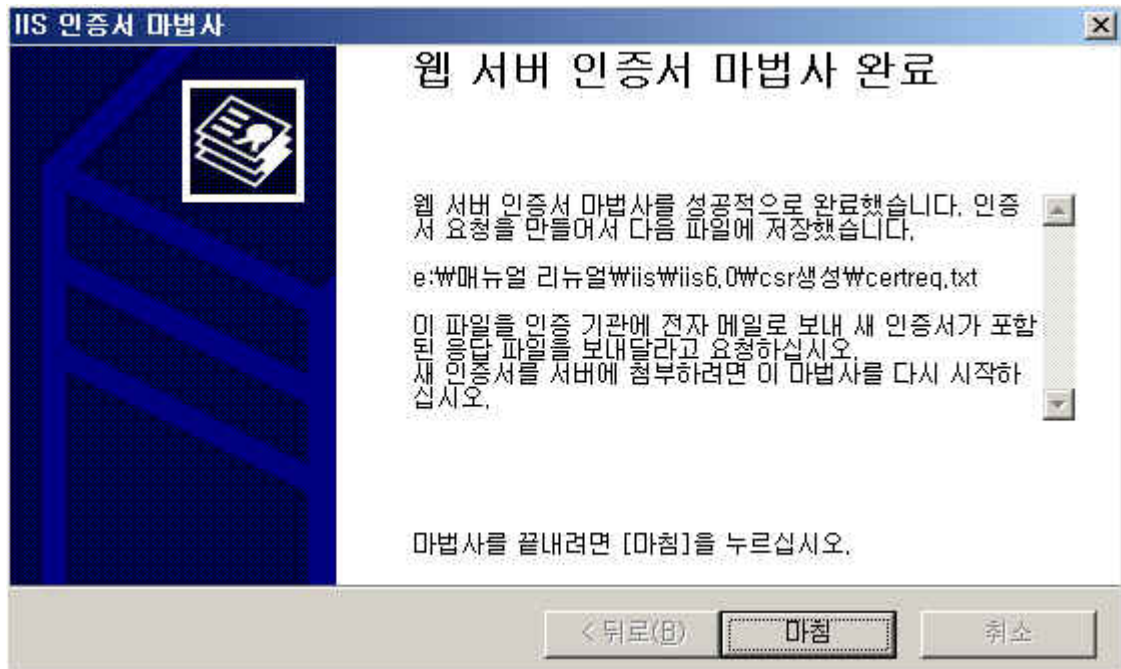 IIS 인증서 마법사
웹 서버 인증서 마법사 완료
웹 서버 인증서 마법사를 성공적으로 완료했습니다. 인증
서 요청을 만들어서 다음 파일에 저장했습니다.
e:₩매뉴얼 리뉴얼₩iis₩iis6.0₩csr생성₩certreq.txt
이 파일을 인증 기관에 전자 메일로 보내 새 인증서가 포함
된 응답 파일을 보내달라고 요청하십시오.
새 인증서를 서버에 첨부하려면 이 마법사를 다시 시작하
십시오.
마법사를 끝내려면 [마침]을 누르십시오.
< 뒤로(B) 마침 취소